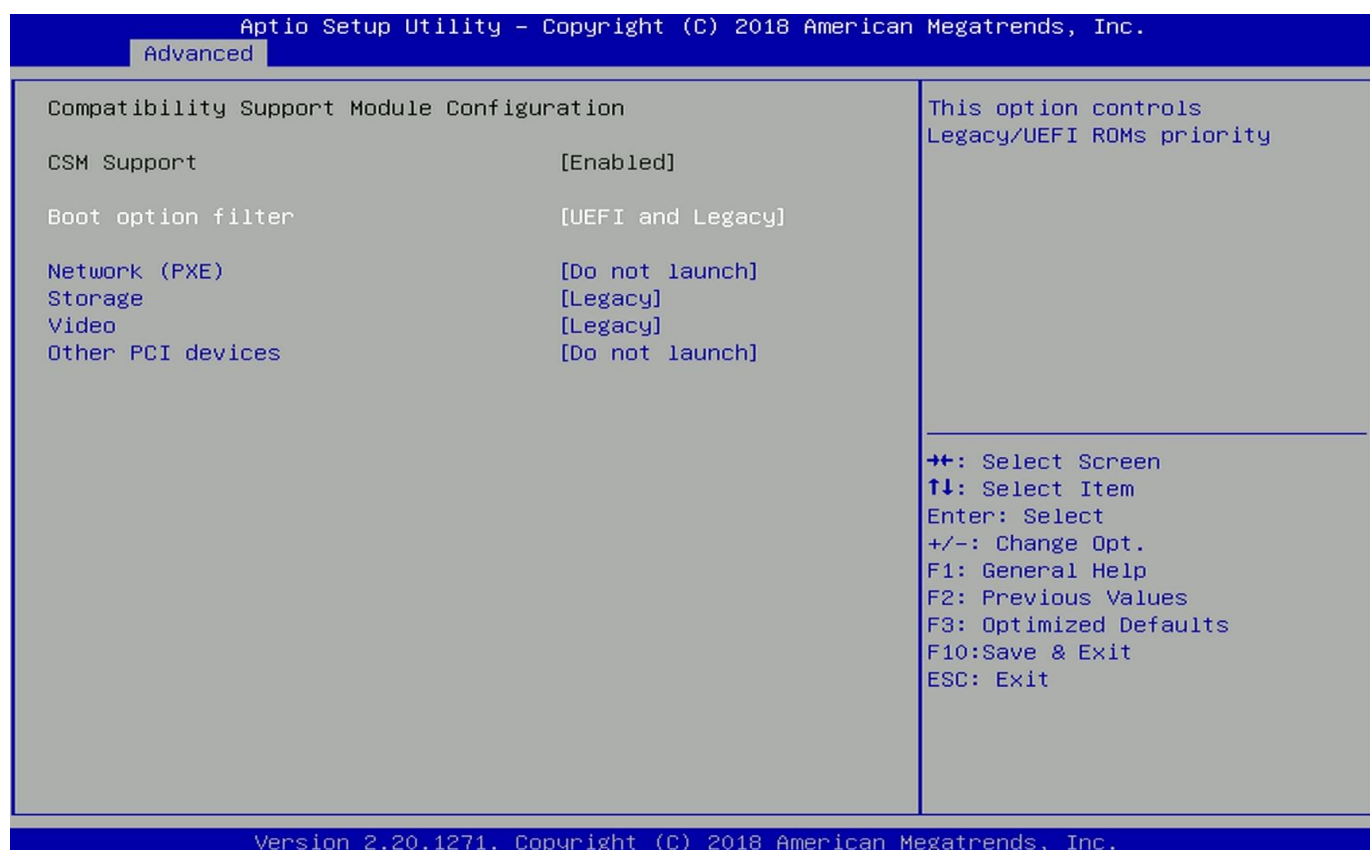 Aptio Setup Utility – Copyright (C) 2018 American Megatrends, Inc.
Advanced
Compatibility Support Module Configuration
CSM Support [Enabled]
Boot option filter [UEFI and Legacy]
Network (PXE) [Do not launch]
Storage [Legacy]
Video [Legacy]
Other PCI devices [Do not launch]
This option controls
Legacy/UEFI ROMs priority
→←: Select Screen
↑↓: Select Item
Enter: Select
+/-: Change Opt.
F1: General Help
F2: Previous Values
F3: Optimized Defaults
F10:Save & Exit
ESC: Exit
Version 2.20.1271. Copyright (C) 2018 American Megatrends, Inc.